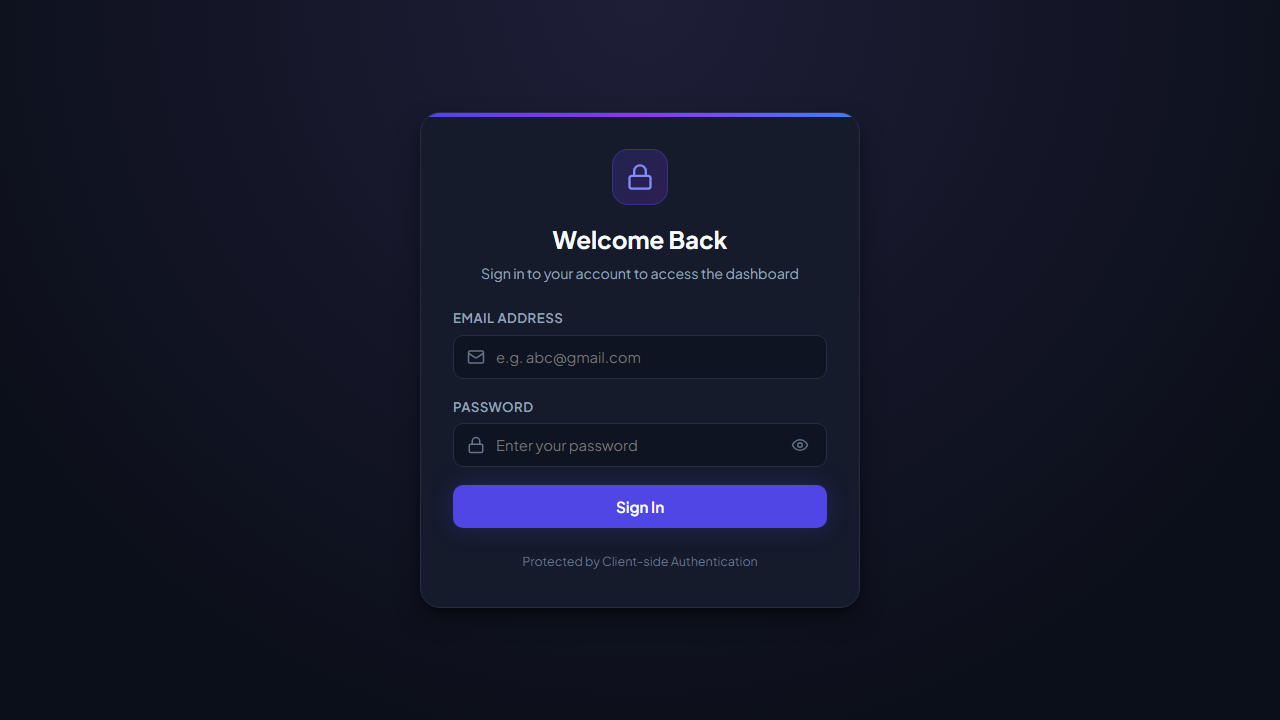 Welcome Back
Sign in to your account to access the dashboard
EMAIL ADDRESS
e.g. abc@gmail.com
PASSWORD
Enter your password
Sign In
Protected by Client-side Authentication